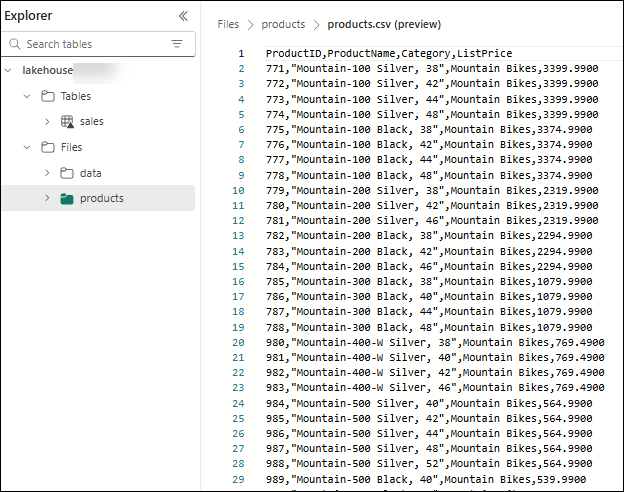 Explorer
Search tables
lakehouse
Tables
sales
Files
data
products
Files > products > products.csv (preview)
1 ProductID,ProductName,Category,ListPrice
2 771,"Mountain-100 Silver, 38",Mountain Bikes,3399.9900
3 772,"Mountain-100 Silver, 42",Mountain Bikes,3399.9900
4 773,"Mountain-100 Silver, 44",Mountain Bikes,3399.9900
5 774,"Mountain-100 Silver, 48",Mountain Bikes,3399.9900
6 775,"Mountain-100 Black, 38",Mountain Bikes,3374.9900
7 776,"Mountain-100 Black, 42",Mountain Bikes,3374.9900
8 777,"Mountain-100 Black, 44",Mountain Bikes,3374.9900
9 778,"Mountain-100 Black, 48",Mountain Bikes,3374.9900
10 779,"Mountain-200 Silver, 38",Mountain Bikes,2319.9900
11 780,"Mountain-200 Silver, 42",Mountain Bikes,2319.9900
12 781,"Mountain-200 Silver, 46",Mountain Bikes,2319.9900
13 782,"Mountain-200 Black, 38",Mountain Bikes,2294.9900
14 783,"Mountain-200 Black, 42",Mountain Bikes,2294.9900
15 784,"Mountain-200 Black, 46",Mountain Bikes,2294.9900
16 785,"Mountain-300 Black, 38",Mountain Bikes,1079.9900
17 786,"Mountain-300 Black, 40",Mountain Bikes,1079.9900
18 787,"Mountain-300 Black, 44",Mountain Bikes,1079.9900
19 788,"Mountain-300 Black, 48",Mountain Bikes,1079.9900
20 980,"Mountain-400-W Silver, 38",Mountain Bikes,769.4900
21 981,"Mountain-400-W Silver, 40",Mountain Bikes,769.4900
22 982,"Mountain-400-W Silver, 42",Mountain Bikes,769.4900
23 983,"Mountain-400-W Silver, 46",Mountain Bikes,769.4900
24 984,"Mountain-500 Silver, 40",Mountain Bikes,564.9900
25 985,"Mountain-500 Silver, 42",Mountain Bikes,564.9900
26 986,"Mountain-500 Silver, 44",Mountain Bikes,564.9900
27 987,"Mountain-500 Silver, 48",Mountain Bikes,564.9900
28 988,"Mountain-500 Silver, 52",Mountain Bikes,564.9900
29 989,"Mountain-500 Black, 40",Mountain Bikes,539.9900